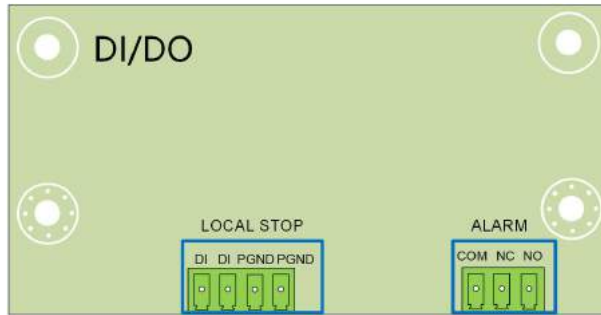 DI/DO
LOCAL STOP
DI DI PGND PGND
ALARM
COM NC NO